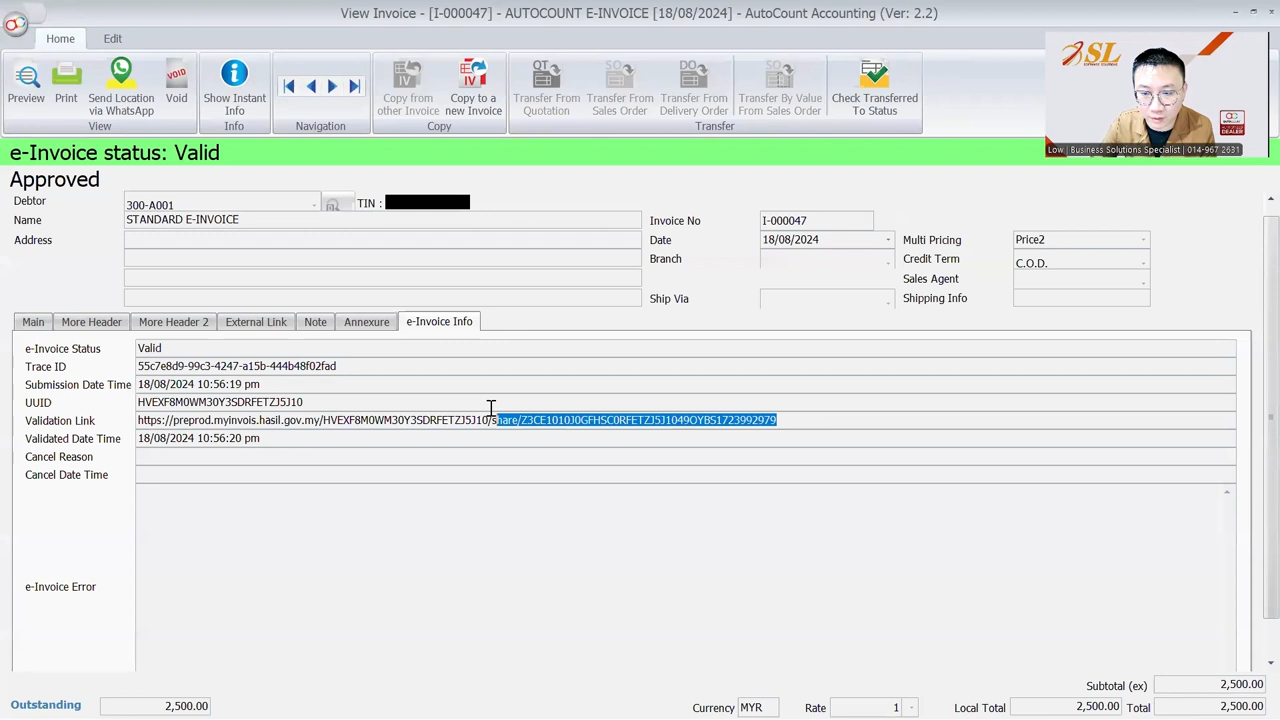 View Invoice - [I-000047] - AUTOCOUNT E-INVOICE [18/08/2024] - AutoCount Accounting (Ver: 2.2)
Home Edit
Preview Print Send Location via WhatsApp Void Show Instant Info Copy from other Invoice Copy to a new Invoice Transfer From Quotation Transfer From Sales Order Transfer From Delivery Order Transfer By Value From Sales Order Check Transferred To Status
View Info Navigation Copy Transfer
SL
Low | Business Solutions Specialist | 014-967 2631
e-Invoice status: Valid
Approved
Debtor 300-A001 TIN :
Name STANDARD E-INVOICE Invoice No I-000047
Address Date 18/08/2024 Multi Pricing Price2
Branch Credit Term C.O.D.
Sales Agent
Ship Via Shipping Info
Main More Header More Header 2 External Link Note Annexure e-Invoice Info
e-Invoice Status Valid
Trace ID 55c7e8d9-99c3-4247-a15b-444b48f02fad
Submission Date Time 18/08/2024 10:56:19 pm
UUID HVEXF8M0WM30Y3SDRFETZJ5J10
Validation Link https://preprod.myinvois.hasil.gov.my/HVEXF8M0WM30Y3SDRFETZJ5J10/share/Z3CE1010J0GFHSC0RFETZJ5J1049OYBS1723992979
Validated Date Time 18/08/2024 10:56:20 pm
Cancel Reason
Cancel Date Time
e-Invoice Error
Subtotal (ex) 2,500.00
Outstanding 2,500.00 Currency MYR Rate 1 Local Total 2,500.00 Total 2,500.00